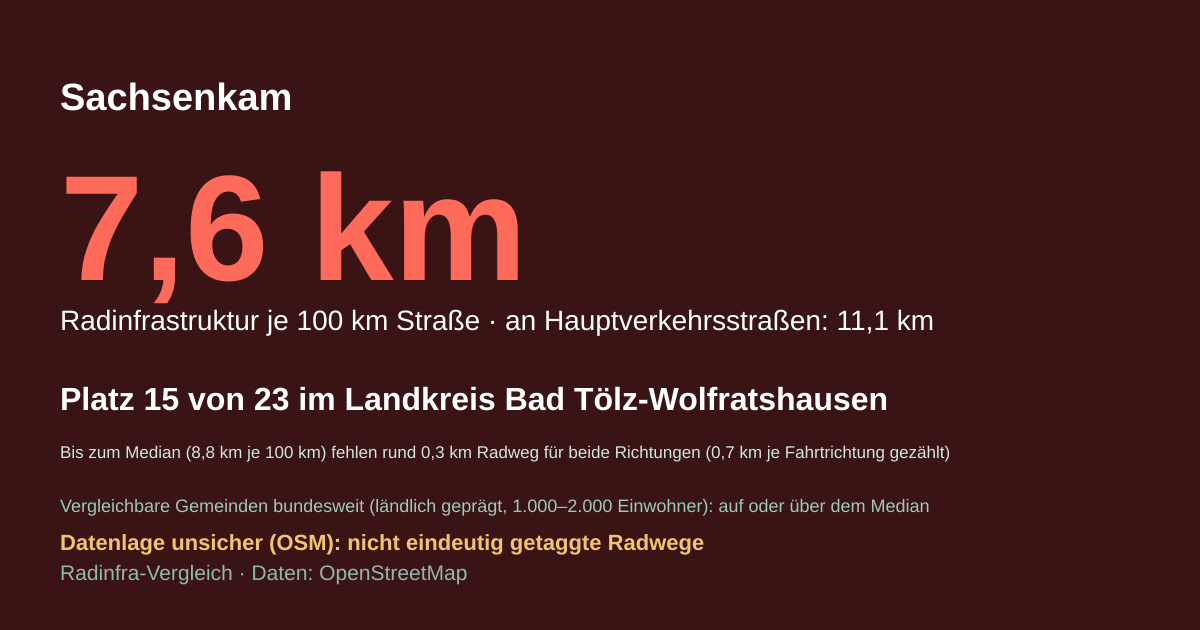 Sachsenkam
7,6 km
Radinfrastruktur je 100 km Straße · an Hauptverkehrsstraßen: 11,1 km
Platz 15 von 23 im Landkreis Bad Tölz-Wolfratshausen
Bis zum Median (8,8 km je 100 km) fehlen rund 0,3 km Radweg für beide Richtungen (0,7 km je Fahrtrichtung gezählt)
Vergleichbare Gemeinden bundesweit (ländlich geprägt, 1.000–2.000 Einwohner): auf oder über dem Median
Datenlage unsicher (OSM): nicht eindeutig getaggte Radwege
Radinfra-Vergleich · Daten: OpenStreetMap